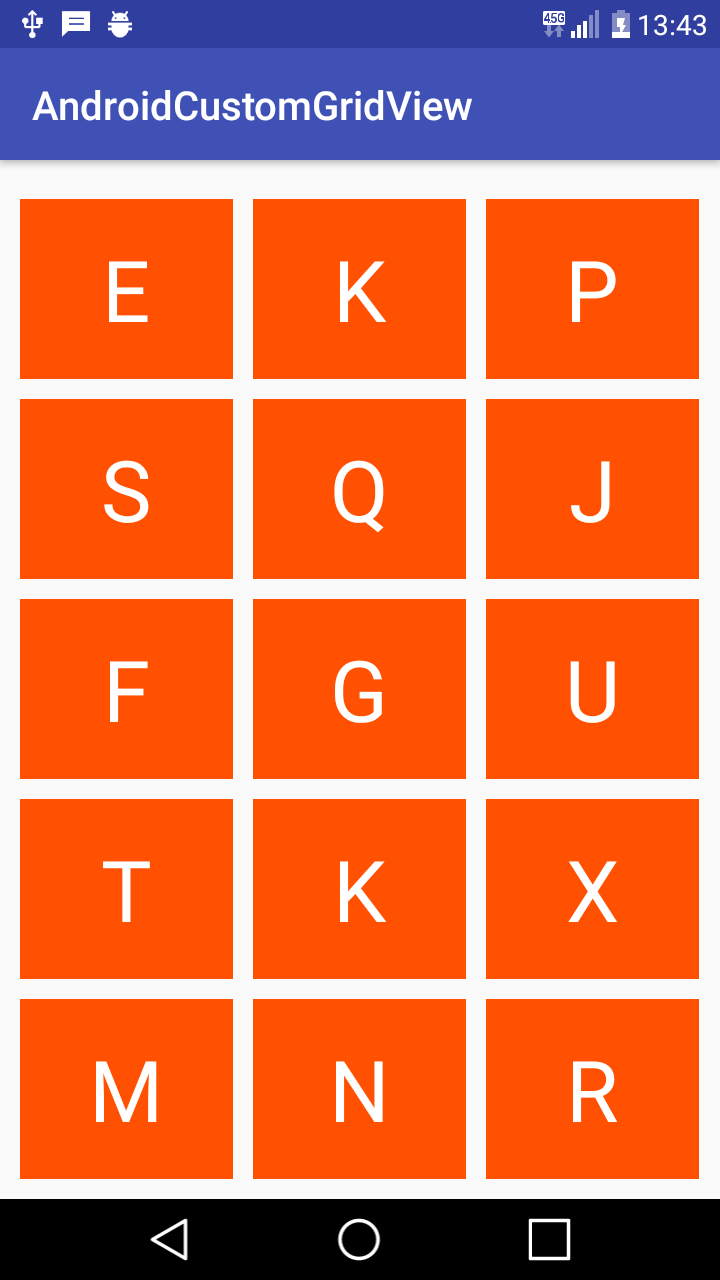 4.5G 13:43
AndroidCustomGridView
E K P
S Q J
F G U
T K X
M N R